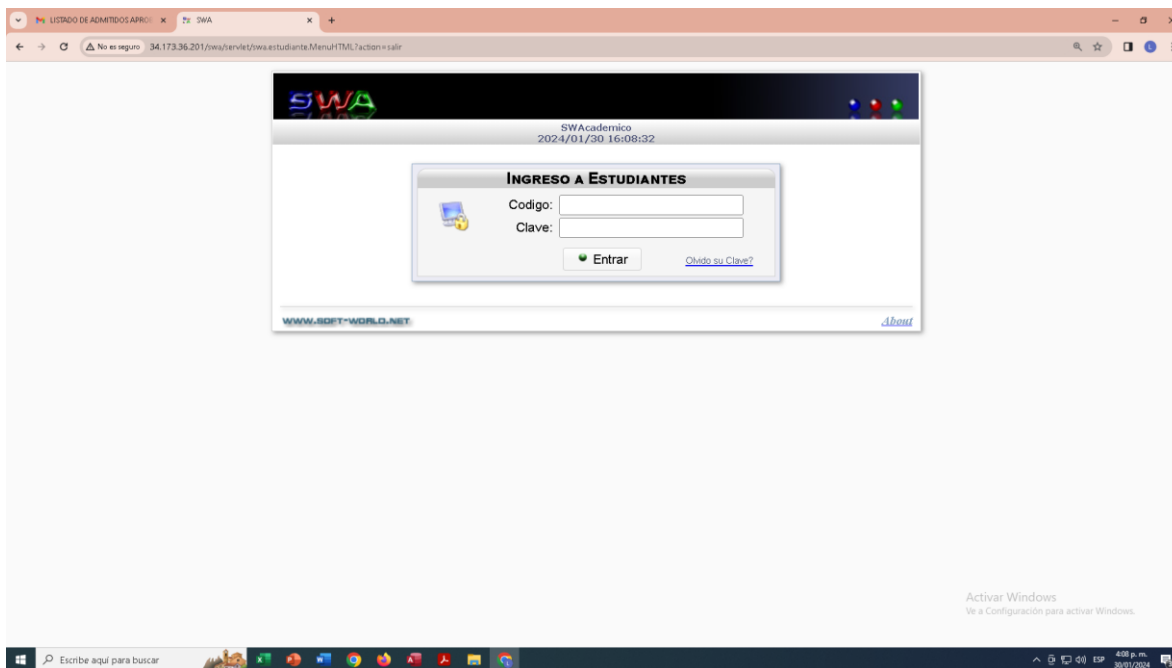 LISTADO DE ADMITIDOS APROB
SWA
No es seguro 34.173.36.201/swa/servlet/swa.estudiante.MenuHTML?action=salir
L
SWA
SWAcademico
2024/01/30 16:08:32
INGRESO A ESTUDIANTES
Codigo:
Clave:
Entrar
Olvido su Clave?
WWW.SOFT-WORLD.NET
About
Activar Windows
Ve a Configuración para activar Windows.
Escribe aquí para buscar
ESP
4:08 p. m.
30/01/2024